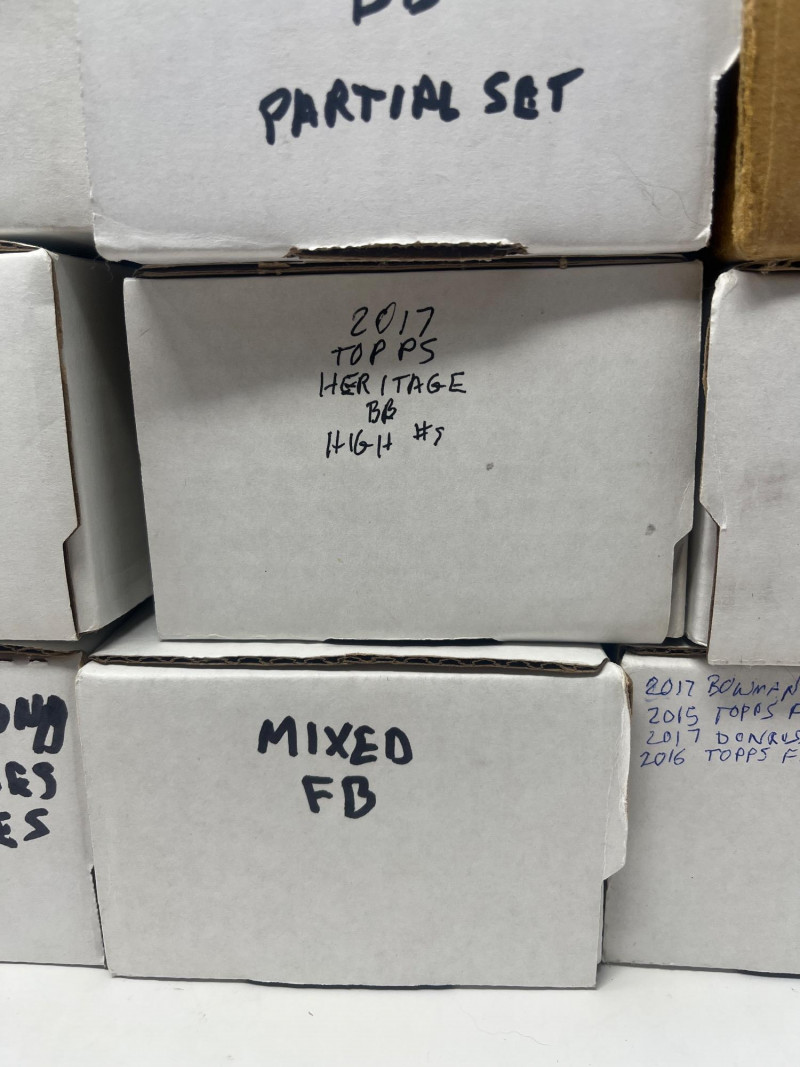 PARTIAL SET
2017
TOPPS
HERITAGE
BB
HIGH #s
MIXED
FB
2017 BOWMAN
2015 TOPPS F
2017 DONRUS
2016 TOPPS F